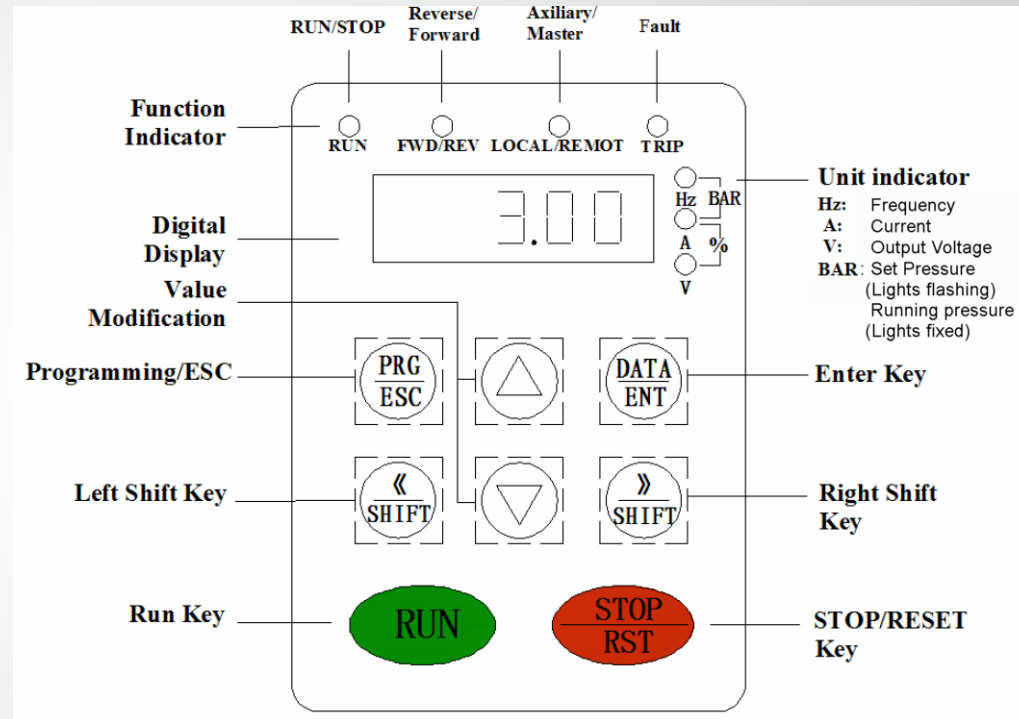 RUN/STOP
Reverse/
Forward
Axiliary/
Master
Fault
Function
Indicator
RUN
FWD/REV
LOCAL/REMOT
TRIP
Digital
Display
3.00
Hz
BAR
A
%
V
Unit indicator
Hz: Frequency
A: Current
V: Output Voltage
BAR: Set Pressure
(Lights flashing)
Running pressure
(Lights fixed)
Value
Modification
Programming/ESC
PRG
ESC
DATA
ENT
Enter Key
Left Shift Key
《
SHIFT
》
SHIFT
Right Shift
Key
Run Key
RUN
STOP
RST
STOP/RESET
Key